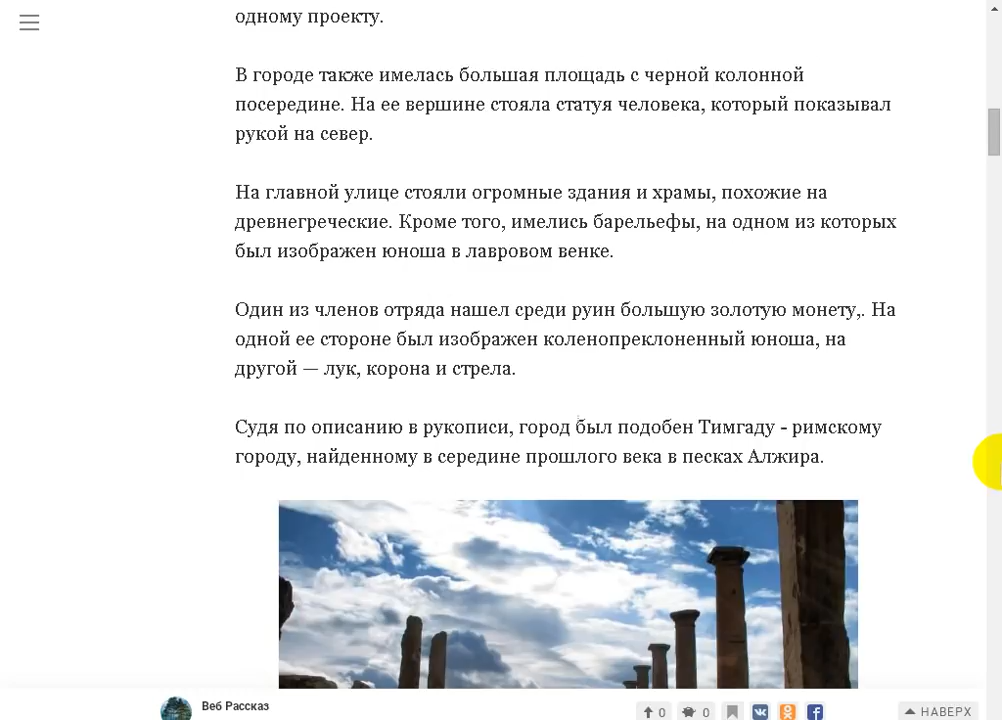 одному проекту.
В городе также имелась большая площадь с черной колонной
посередине. На ее вершине стояла статуя человека, который показывал
рукой на север.
На главной улице стояли огромные здания и храмы, похожие на
древнегреческие. Кроме того, имелись барельефы, на одном из которых
был изображен юноша в лавровом венке.
Один из членов отряда нашел среди руин большую золотую монету,. На
одной ее стороне был изображен коленопреклоненный юноша, на
другой — лук, корона и стрела.
Судя по описанию в рукописи, город был подобен Тимгаду - римскому
городу, найденному в середине прошлого века в песках Алжира.
Веб Рассказ
0 0 НАВЕРХ